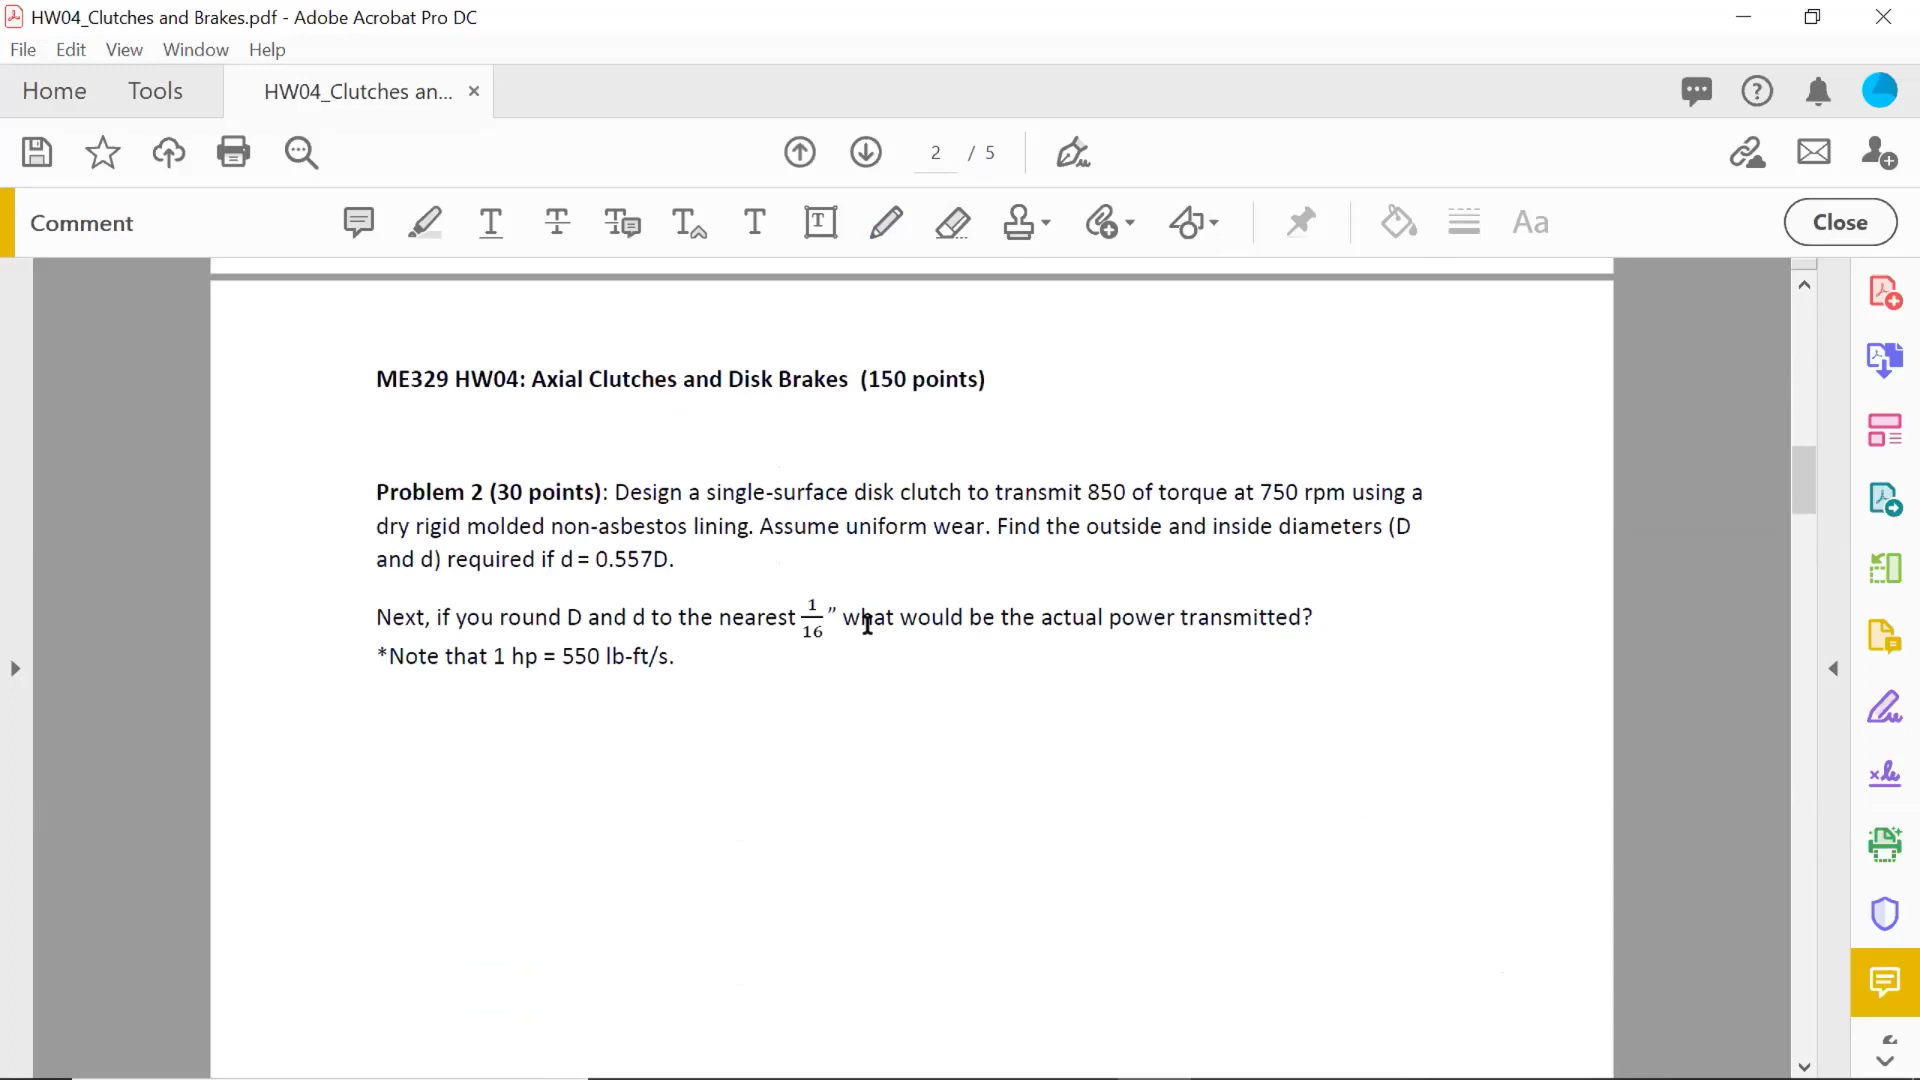 HW04_Clutches and Brakes.pdf - Adobe Acrobat Pro DC
File Edit View Window Help
Home Tools HW04_Clutches an... ×
2 / 5
Comment Close
ME329 HW04: Axial Clutches and Disk Brakes (150 points)
Problem 2 (30 points): Design a single-surface disk clutch to transmit 850 of torque at 750 rpm using a
dry rigid molded non-asbestos lining. Assume uniform wear. Find the outside and inside diameters (D
and d) required if d = 0.557D.
Next, if you round D and d to the nearest 1/16” what would be the actual power transmitted?
*Note that 1 hp = 550 lb-ft/s.